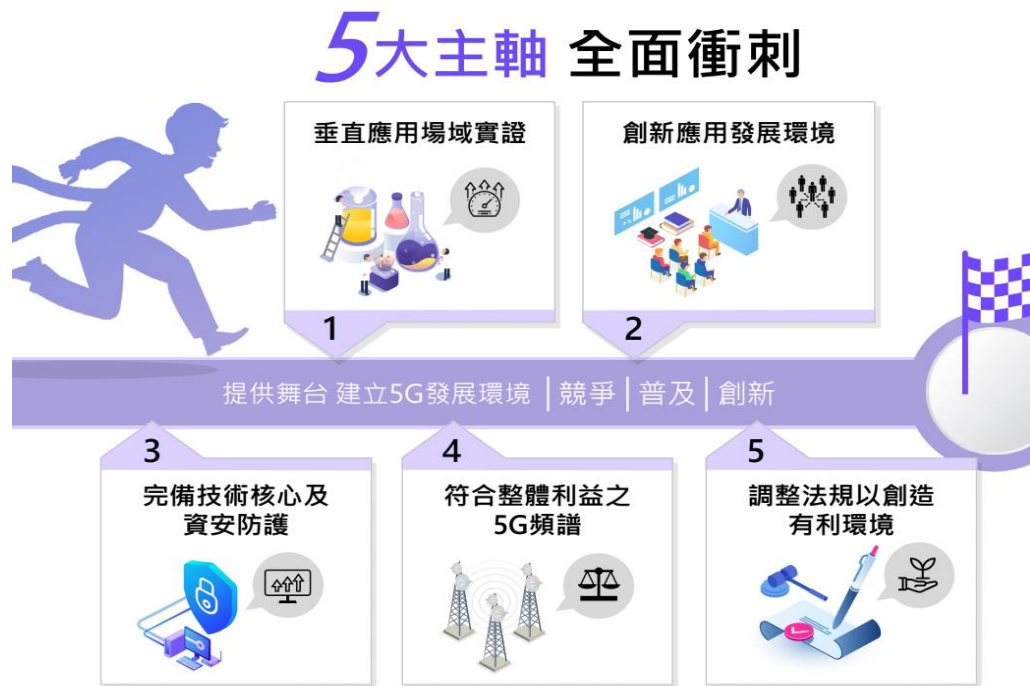 5大主軸 全面衝刺
垂直應用場域實證
1
創新應用發展環境
2
提供舞台 建立5G發展環境 | 競爭 | 普及 | 創新
3
完備技術核心及
資安防護
4
符合整體利益之
5G頻譜
5
調整法規以創造
有利環境